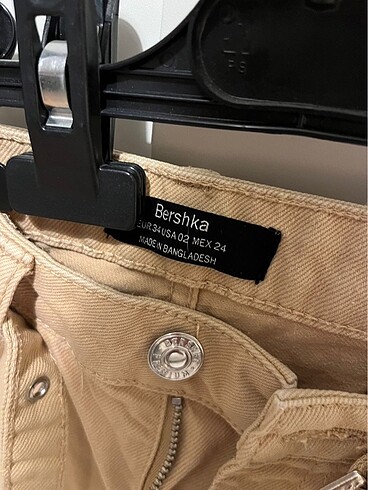 Bershka
EUR 34 USA 02 MEX 24
MADE IN BANGLADESH